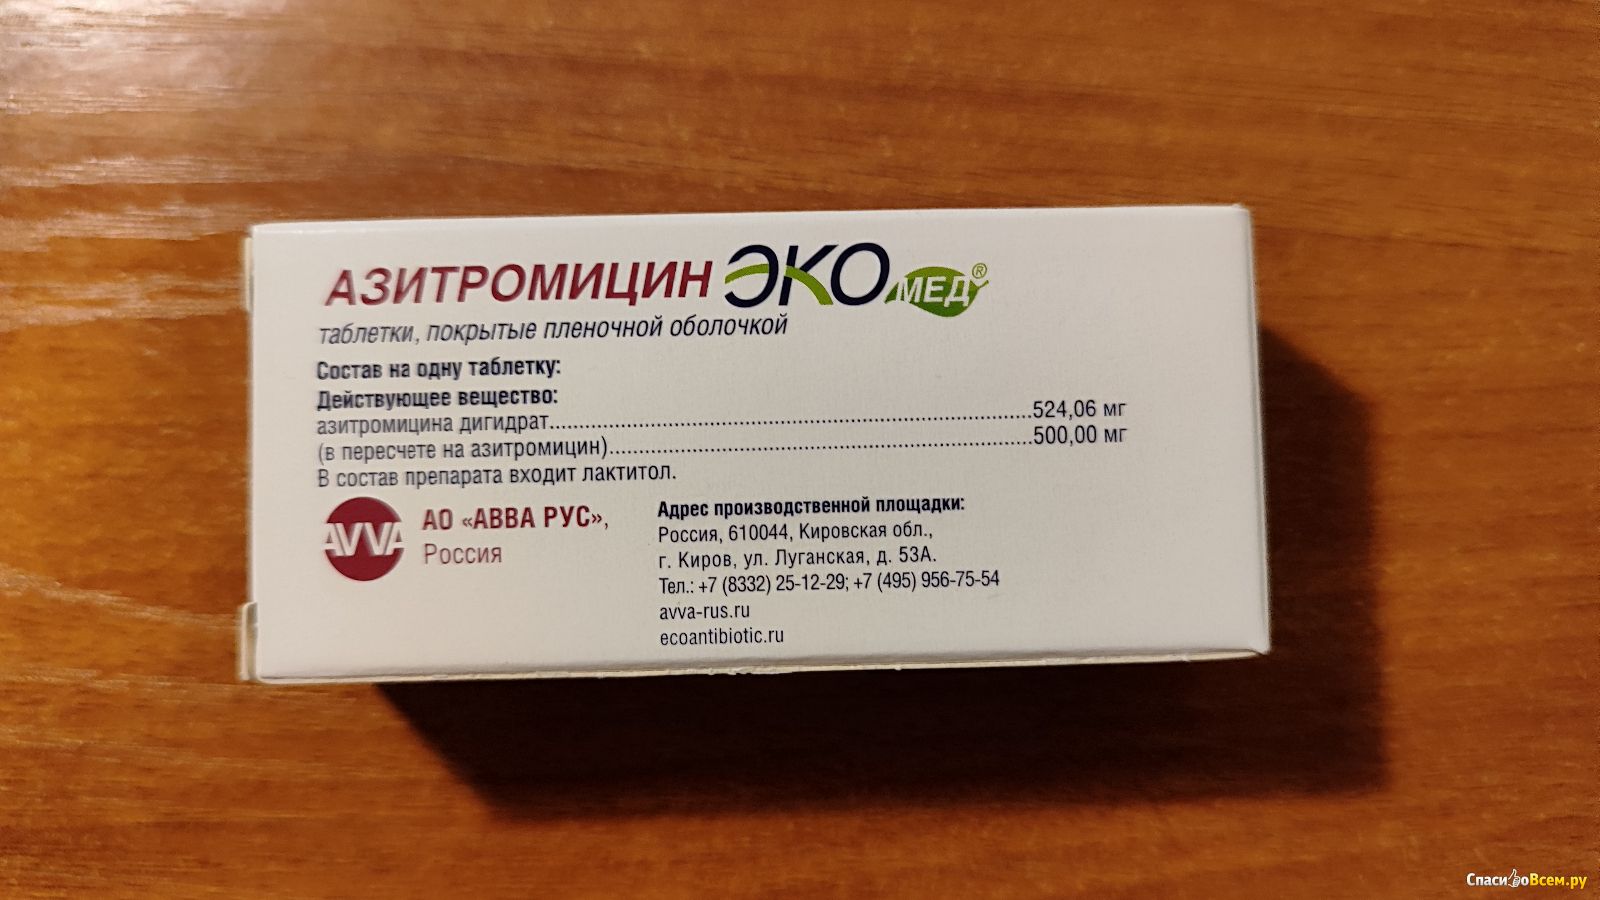 АЗИТРОМИЦИН ЭКОМЕД®
таблетки, покрытые пленочной оболочкой
Состав на одну таблетку:
Действующее вещество:
азитромицина дигидрат....................524,06 мг
(в пересчете на азитромицин)....................500,00 мг
В состав препарата входит лактитол.
AVVA
АО «АВВА РУС»,
Россия
Адрес производственной площадки:
Россия, 610044, Кировская обл.,
г. Киров, ул. Луганская, д. 53А.
Тел.: +7 (8332) 25-12-29; +7 (495) 956-75-54
avva-rus.ru
ecoantibiotic.ru
СпасибоВсем.ру